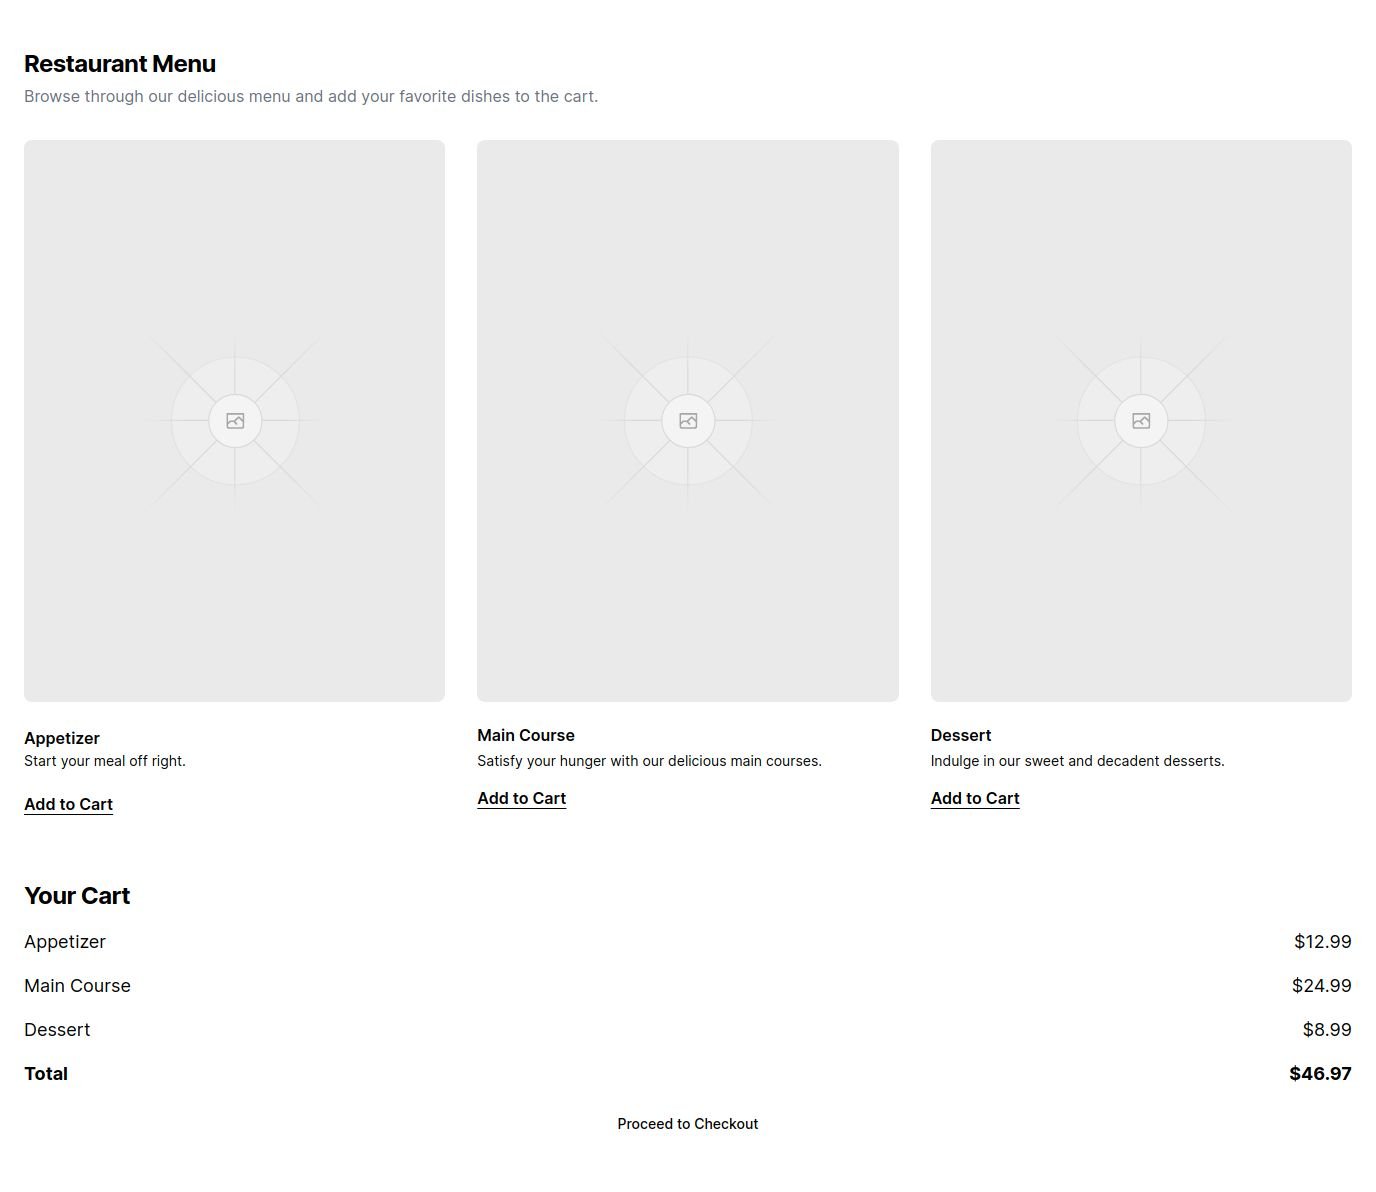 Restaurant Menu
Browse through our delicious menu and add your favorite dishes to the cart.
Appetizer
Start your meal off right.
Add to Cart
Main Course
Satisfy your hunger with our delicious main courses.
Add to Cart
Dessert
Indulge in our sweet and decadent desserts.
Add to Cart
Your Cart
Appetizer $12.99
Main Course $24.99
Dessert $8.99
Total $46.97
Proceed to Checkout